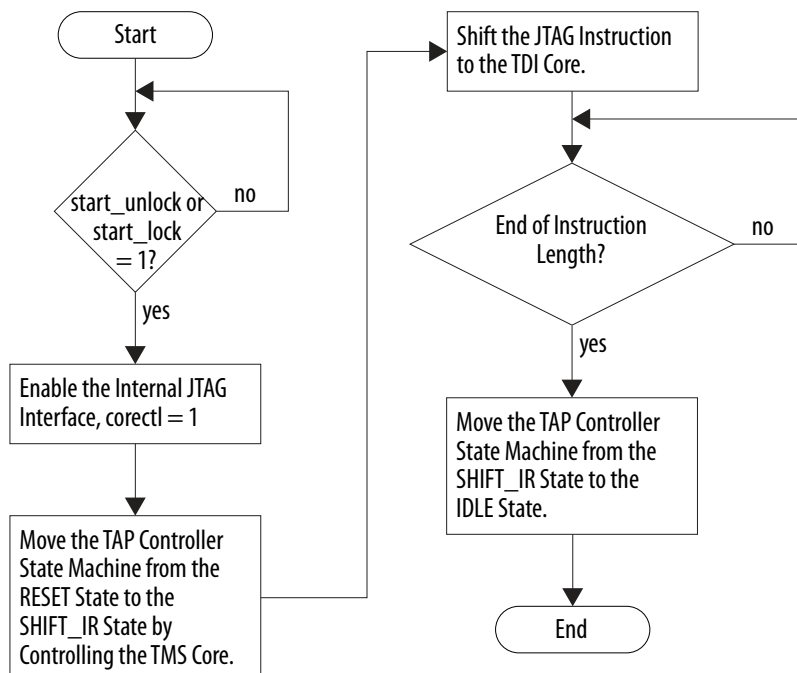 Start
start_unlock or
start_lock
= 1?
no
yes
Enable the Internal JTAG
Interface, corectl = 1
Move the TAP Controller
State Machine from the
RESET State to the
SHIFT_IR State by
Controlling the TMS Core.
Shift the JTAG Instruction
to the TDI Core.
End of Instruction
Length?
no
yes
Move the TAP Controller
State Machine from the
SHIFT_IR State to the
IDLE State.
End